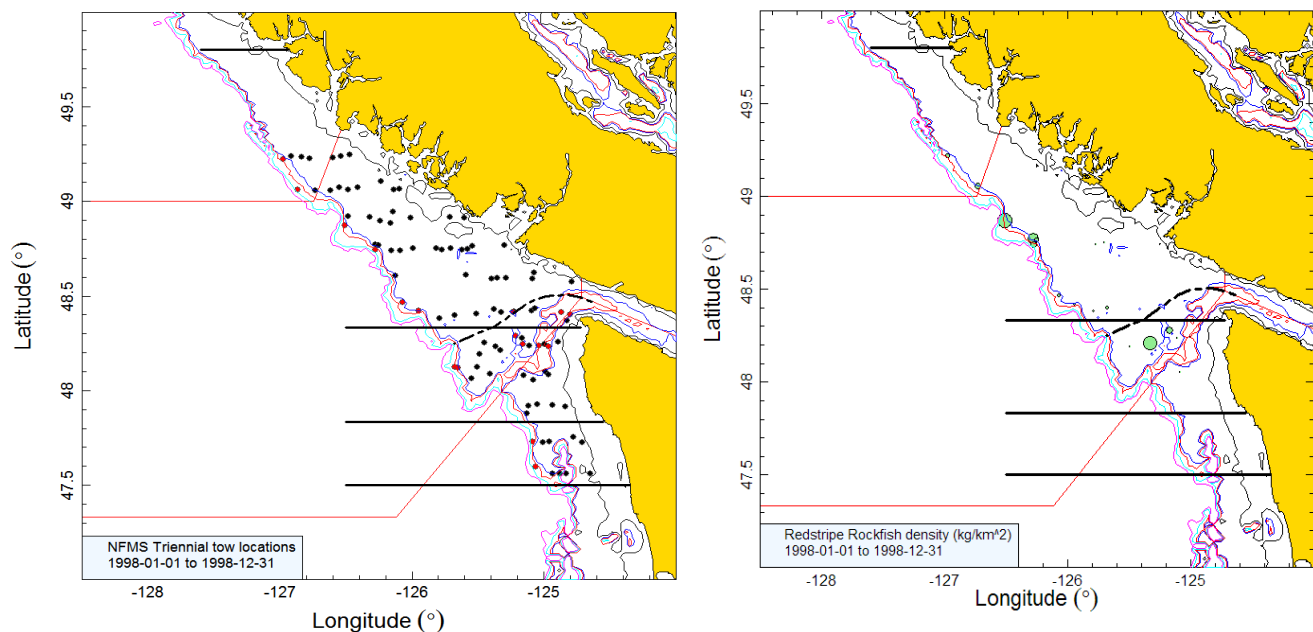 49.5
49
48.5
48
47.5
Latitude (°)
NFMS Triennial tow locations
1998-01-01 to 1998-12-31
-128
-127
-126
-125
Longitude (°)
49.5
49
48.5
48
47.5
Latitude (°)
Redstripe Rockfish density (kg/km^2)
1998-01-01 to 1998-12-31
-128
-127
-126
-125
Longitude (°)